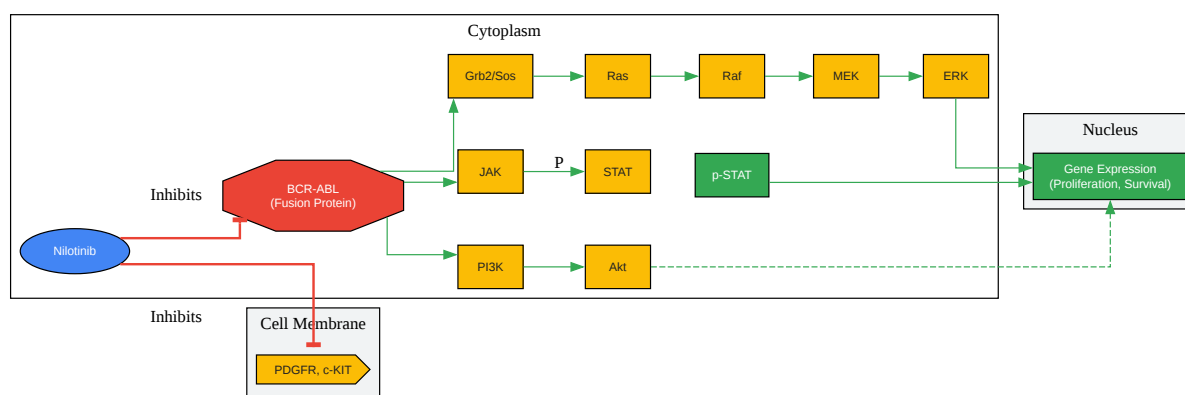 Cytoplasm
Grb2/Sos
Ras
Raf
MEK
ERK
Nucleus
JAK
P
STAT
p-STAT
Gene Expression
(Proliferation, Survival)
Inhibits
BCR-ABL
(Fusion Protein)
Nilotinib
PI3K
Akt
Inhibits
Cell Membrane
PDGFR, c-KIT